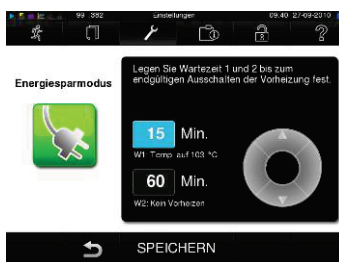 99 .382 Einstellungen 09.40 27-09-2010
Energiesparmodus
Legen Sie Wartezeit 1 und 2 bis zum
endgültigen Ausschalten der Vorheizung fest.
15 Min.
W1: Temp. auf 103 °C
60 Min.
W2: Kein Vorheizen
SPEICHERN